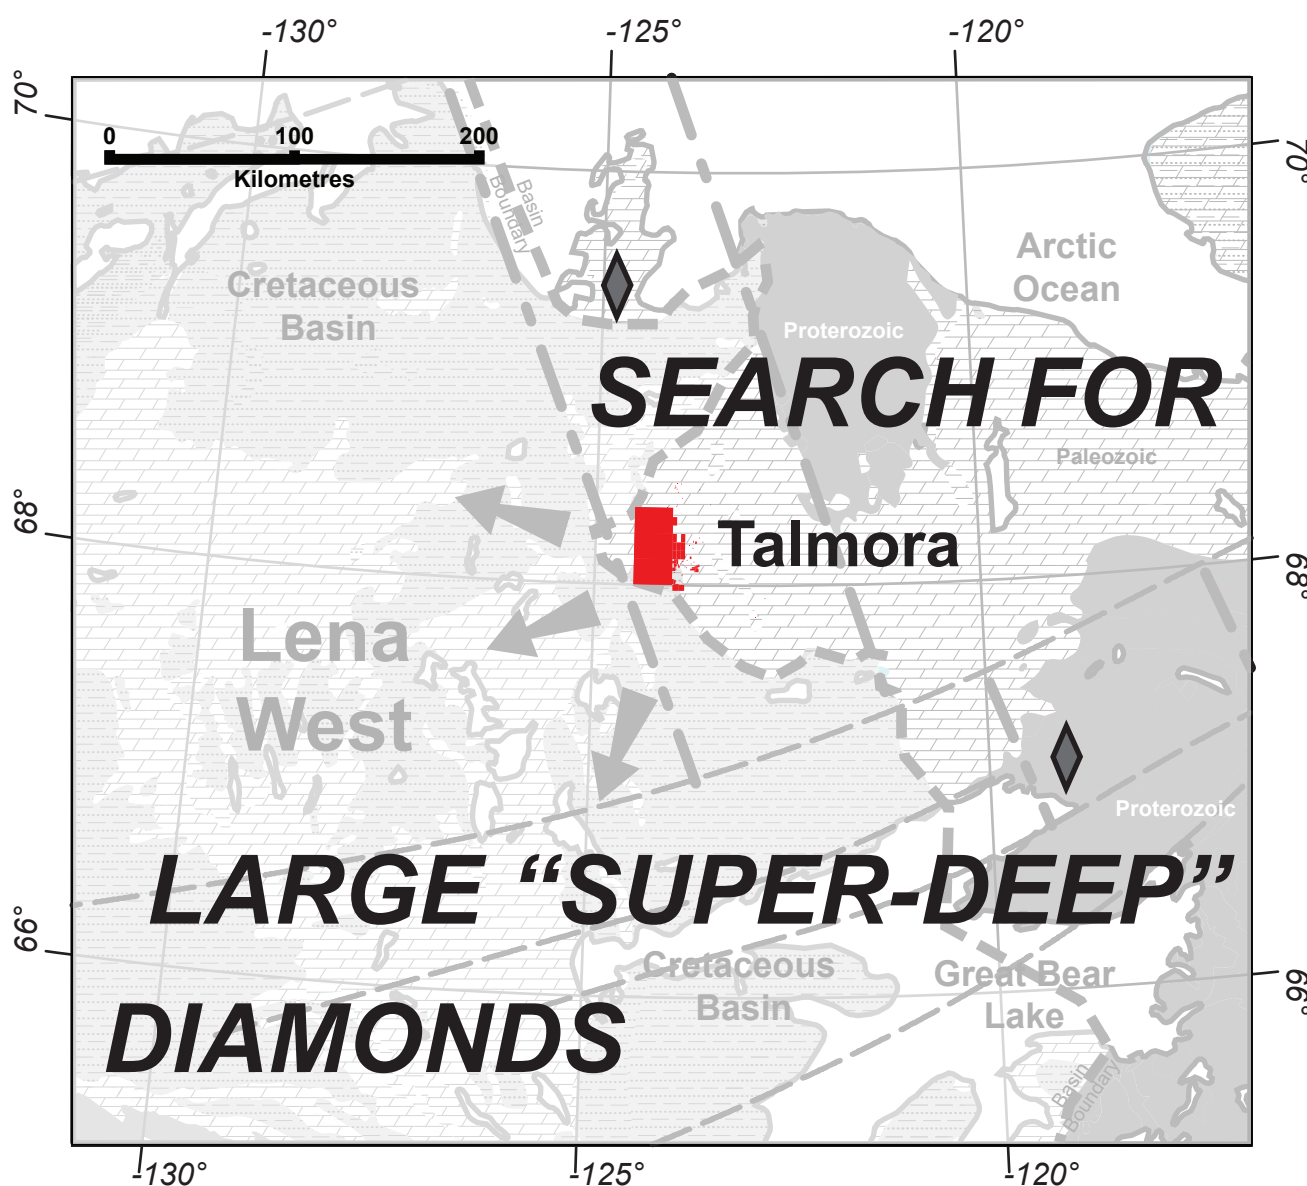 -130°
-125°
-120°
70°
0 100 200
Kilometres
70°
Basin
Boundary
Arctic
Ocean
Cretaceous
Basin
Proterozoic
SEARCH FOR
Paleozoic
68°
Talmora
68°
Lena
West
Proterozoic
LARGE “SUPER-DEEP”
66°
Cretaceous
Basin
Great Bear
Lake
66°
DIAMONDS
Basin
Boundary
-130°
-125°
-120°